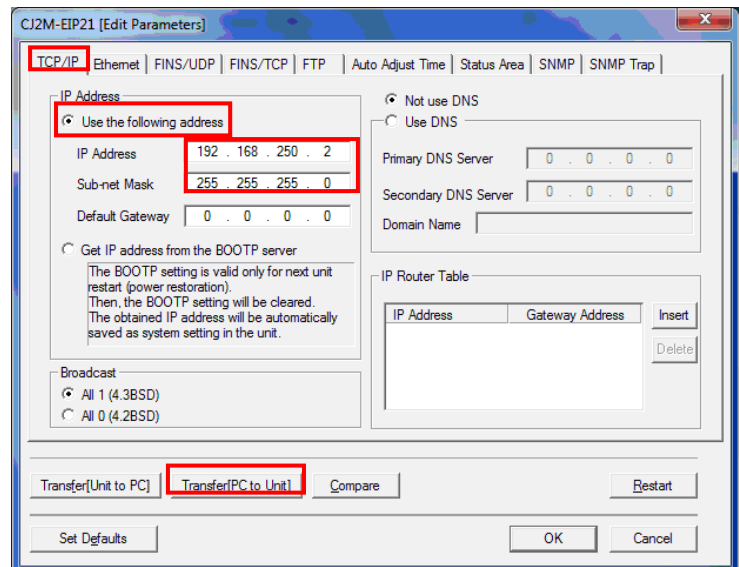 CJ2M-EIP21 [Edit Parameters]
TCP/IP Ethernet FINS/UDP FINS/TCP FTP Auto Adjust Time Status Area SNMP SNMP Trap
IP Address
Use the following address
IP Address 192 . 168 . 250 . 2
Sub-net Mask 255 . 255 . 255 . 0
Default Gateway 0 . 0 . 0 . 0
Get IP address from the BOOTP server
The BOOTP setting is valid only for next unit
restart (power restoration).
Then, the BOOTP setting will be cleared.
The obtained IP address will be automatically
saved as system setting in the unit.
Broadcast
All 1 (4.3BSD)
All 0 (4.2BSD)
Not use DNS
Use DNS
Primary DNS Server 0 . 0 . 0 . 0
Secondary DNS Server 0 . 0 . 0 . 0
Domain Name
IP Router Table
IP Address Gateway Address
Insert
Delete
Transfer[Unit to PC] Transfer[PC to Unit] Compare Restart
Set Defaults OK Cancel